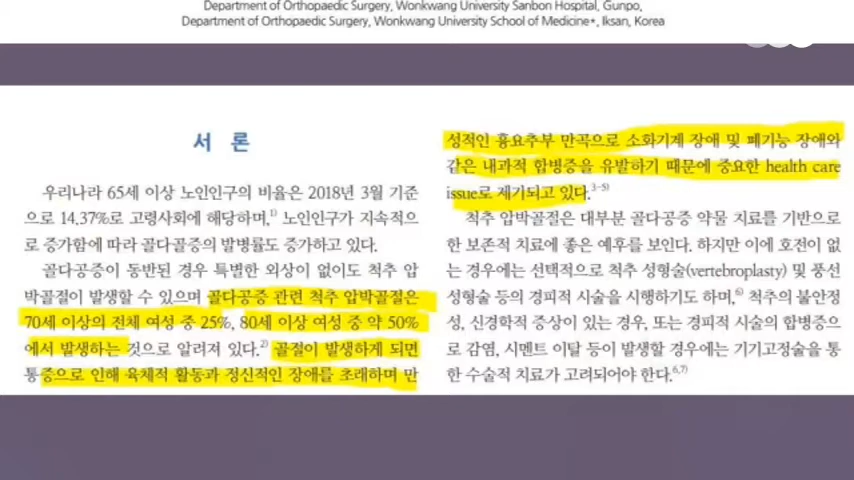 Department of Orthopaedic Surgery, Wonkwang University Sanbon Hospital, Gunpo,
Department of Orthopaedic Surgery, Wonkwang University School of Medicine*, Iksan, Korea
서 론
우리나라 65세 이상 노인인구의 비율은 2018년 3월 기준
으로 14.37%로 고령사회에 해당하며,1) 노인인구가 지속적으
로 증가함에 따라 골다골증의 발병률도 증가하고 있다.
골다공증이 동반된 경우 특별한 외상이 없이도 척추 압
박골절이 발생할 수 있으며 골다공증 관련 척추 압박골절은
70세 이상의 전체 여성 중 25%, 80세 이상 여성 중 약 50%
에서 발생하는 것으로 알려져 있다.2) 골절이 발생하게 되면
통증으로 인해 육체적 활동과 정신적인 장애를 초래하며 만
성적인 흉요추부 만곡으로 소화기계 장애 및 폐기능 장애와
같은 내과적 합병증을 유발하기 때문에 중요한 health care
issue로 제기되고 있다.3-5)
척추 압박골절은 대부분 골다공증 약물 치료를 기반으로
한 보존적 치료에 좋은 예후를 보인다. 하지만 이에 호전이 없
는 경우에는 선택적으로 척추 성형술(vertebroplasty) 및 풍선
성형술 등의 경피적 시술을 시행하기도 하며,6) 척추의 불안정
성, 신경학적 증상이 있는 경우, 또는 경피적 시술의 합병증으
로 감염, 시멘트 이탈 등이 발생할 경우에는 기기고정술을 통
한 수술적 치료가 고려되어야 한다.6,7)